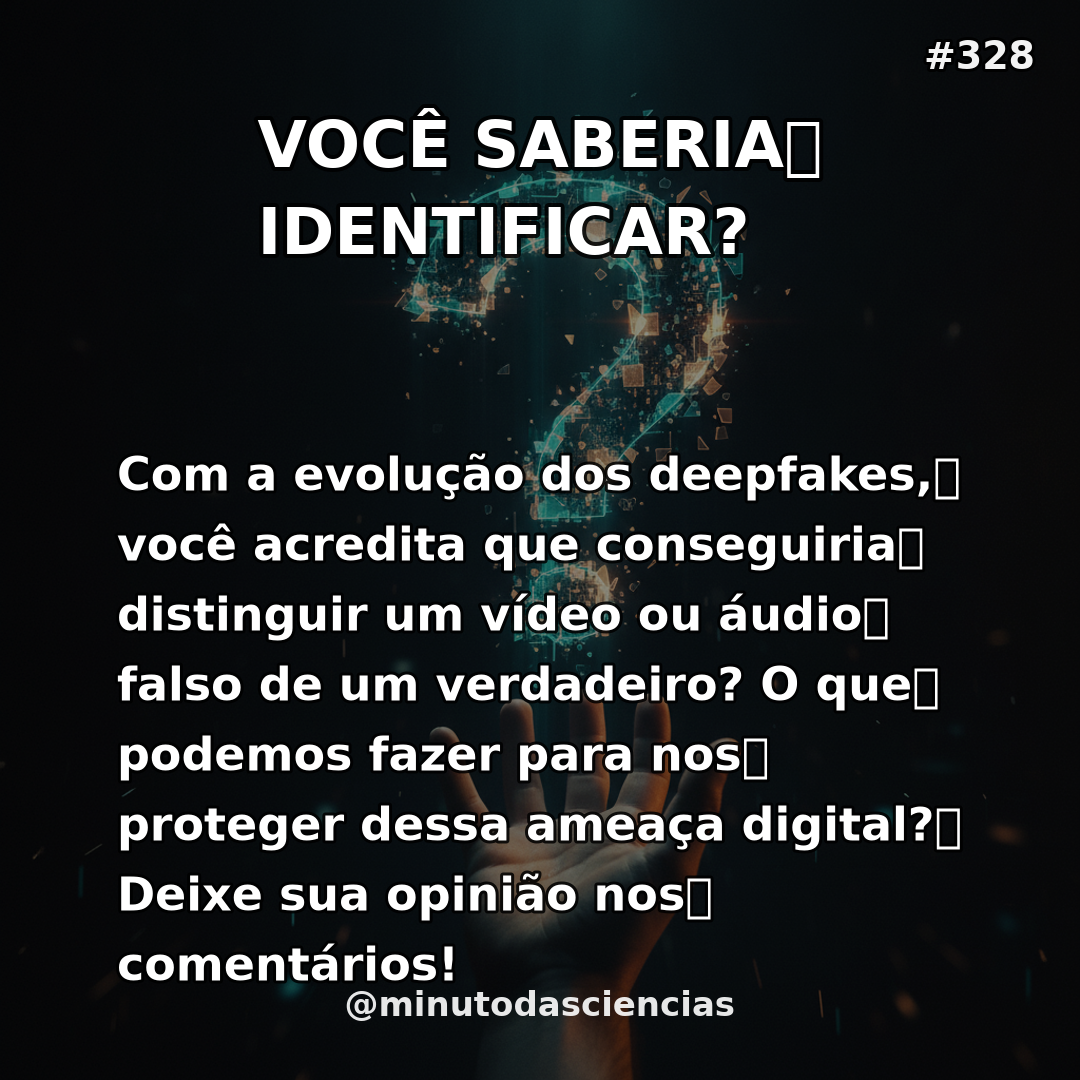 #328
VOCÊ SABERIA▯
IDENTIFICAR?
Com a evolução dos deepfakes,▯
você acredita que conseguiria▯
distinguir um vídeo ou áudio▯
falso de um verdadeiro? O que▯
podemos fazer para nos▯
proteger dessa ameaça digital?▯
Deixe sua opinião nos▯
comentários!
@minutodasciencias